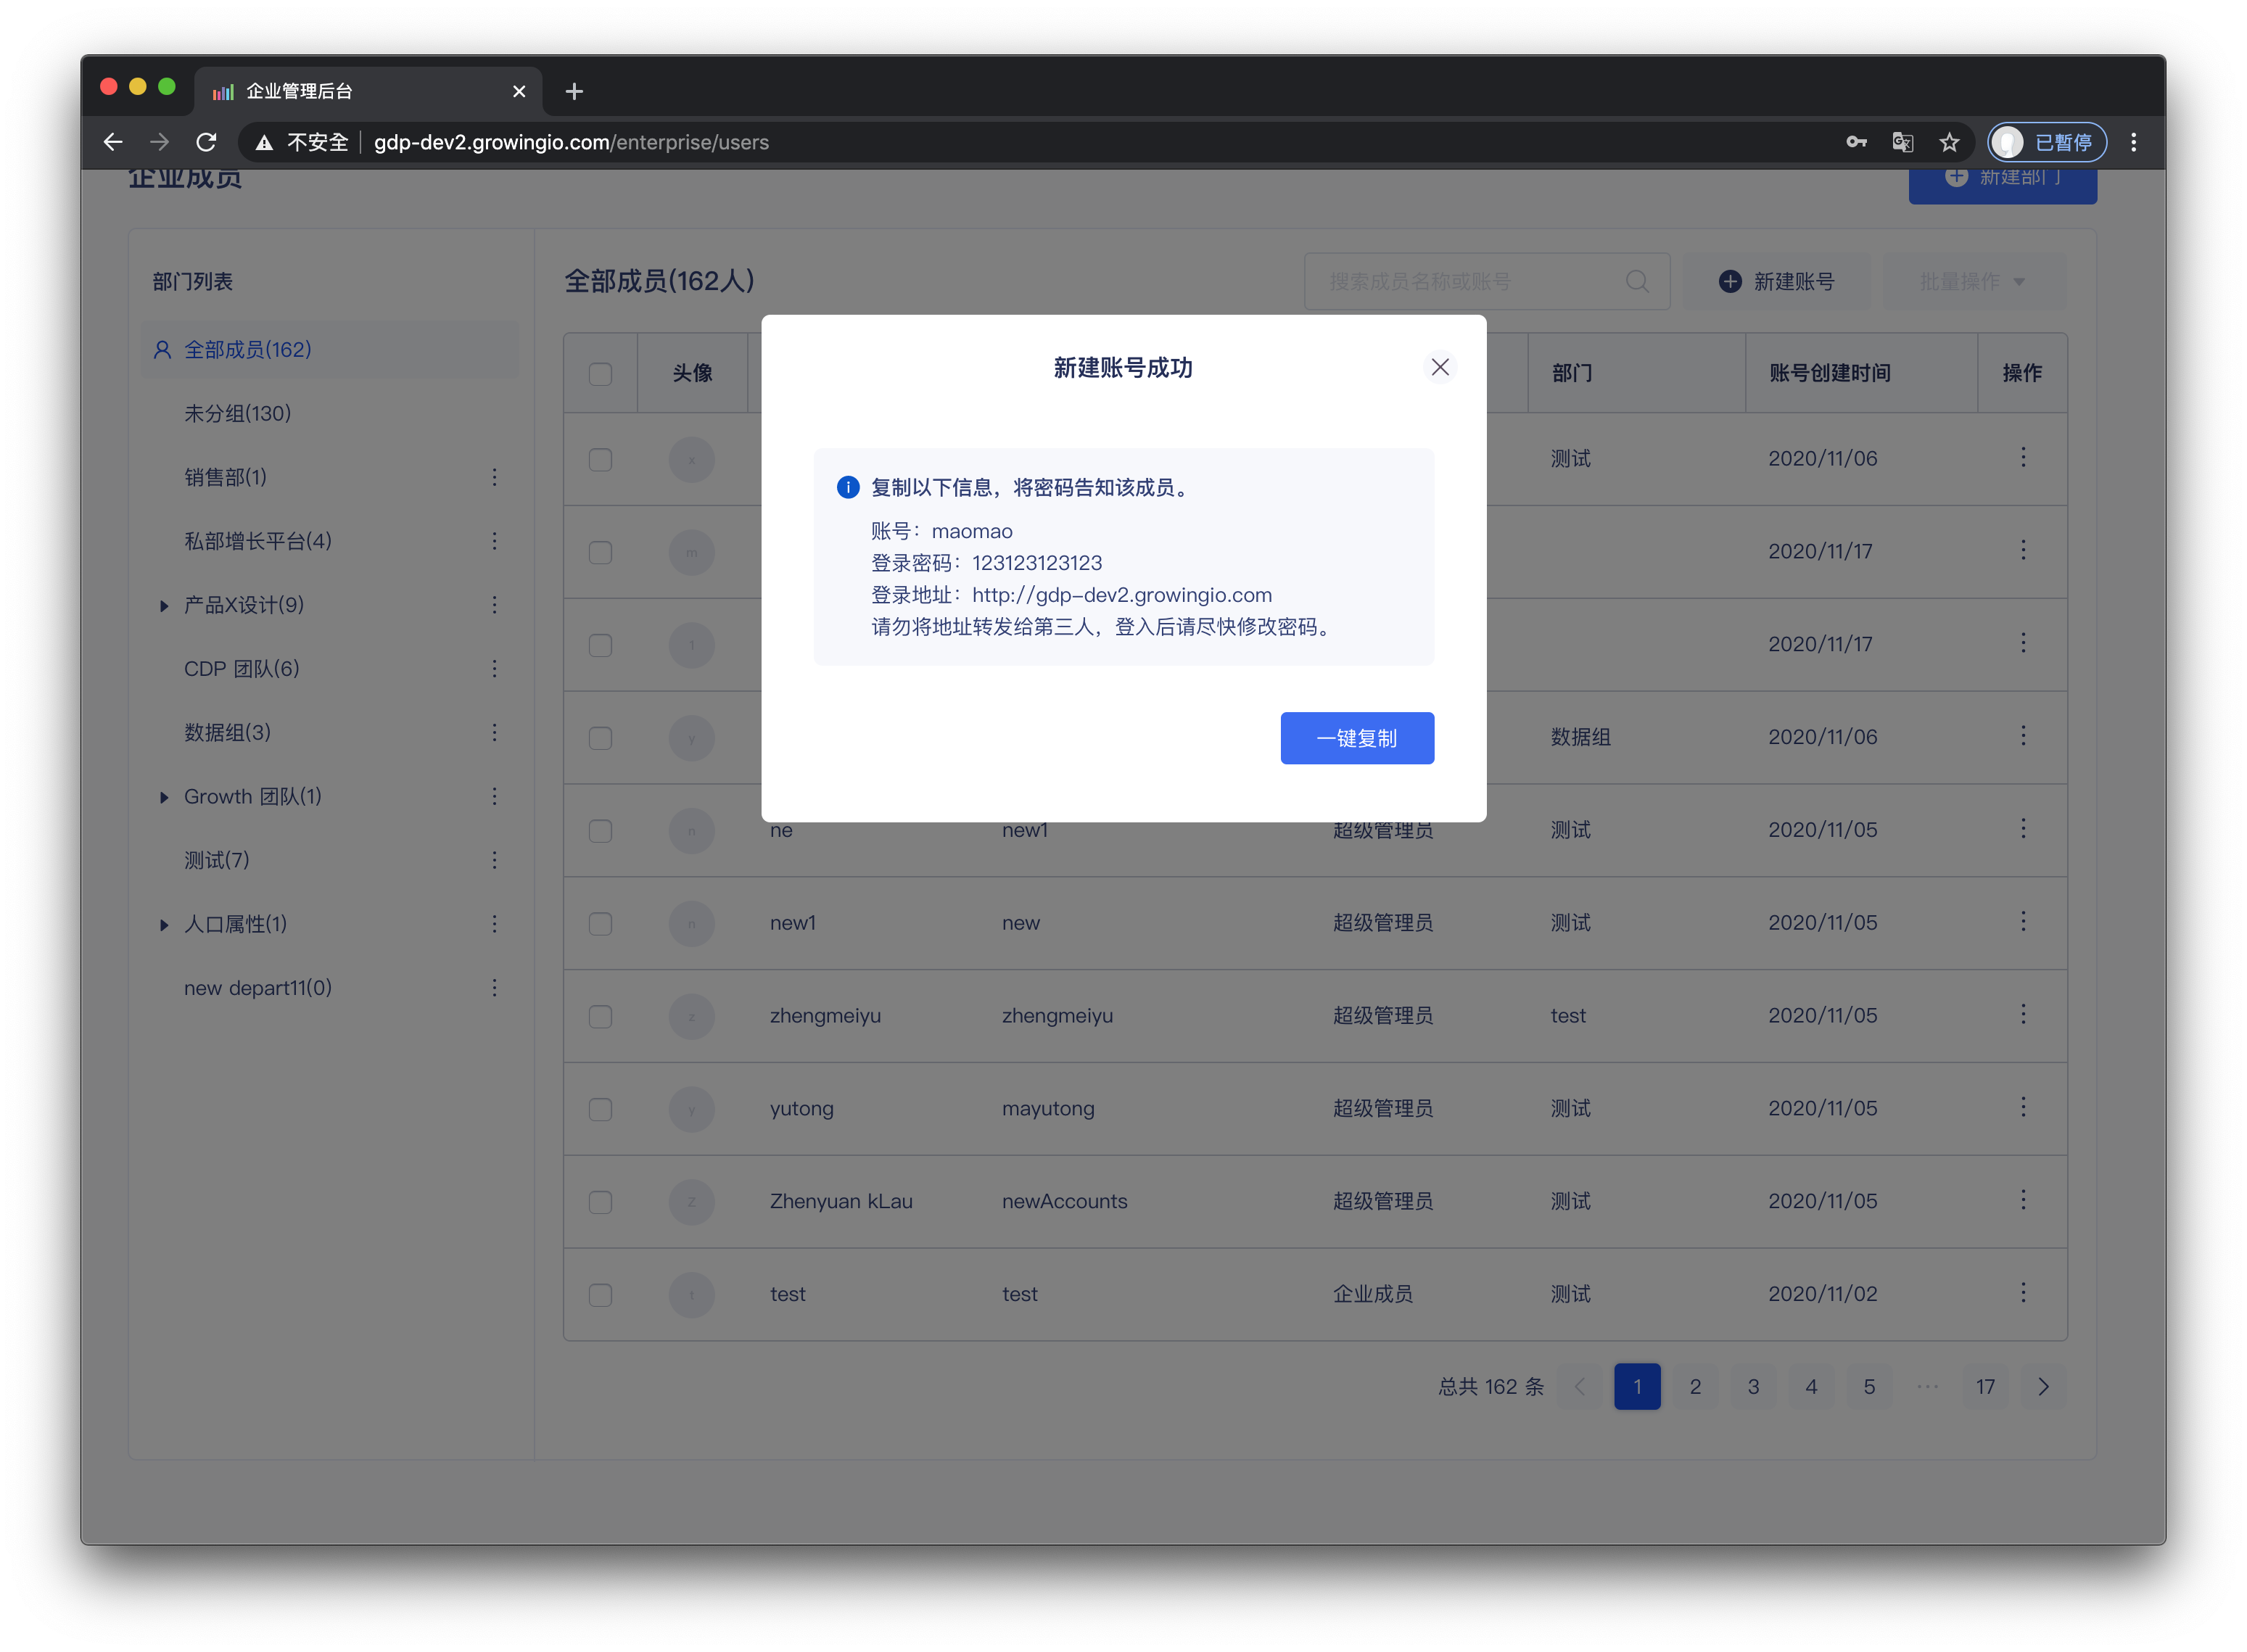 企业管理后台
不安全 gdp-dev2.growingio.com/enterprise/users 已暂停
企业成员 新建部门
部门列表
全部成员(162)
未分组(130)
销售部(1)
私部增长平台(4)
产品X设计(9)
CDP 团队(6)
数据组(3)
Growth 团队(1)
测试(7)
人口属性(1)
new depart11(0)
全部成员(162人) 搜索成员名称或账号 新建账号 批量操作
头像 部门 账号创建时间 操作
x 测试 2020/11/06
m 2020/11/17
1 2020/11/17
y 数据组 2020/11/06
n ne new1 超级管理员 测试 2020/11/05
n new1 new 超级管理员 测试 2020/11/05
z zhengmeiyu zhengmeiyu 超级管理员 test 2020/11/05
y yutong mayutong 超级管理员 测试 2020/11/05
Z Zhenyuan kLau newAccounts 超级管理员 测试 2020/11/05
t test test 企业成员 测试 2020/11/02
总共 162 条 1 2 3 4 5 ··· 17
新建账号成功
复制以下信息，将密码告知该成员。
账号：maomao
登录密码：123123123123
登录地址：http://gdp-dev2.growingio.com
请勿将地址转发给第三人，登入后请尽快修改密码。
一键复制